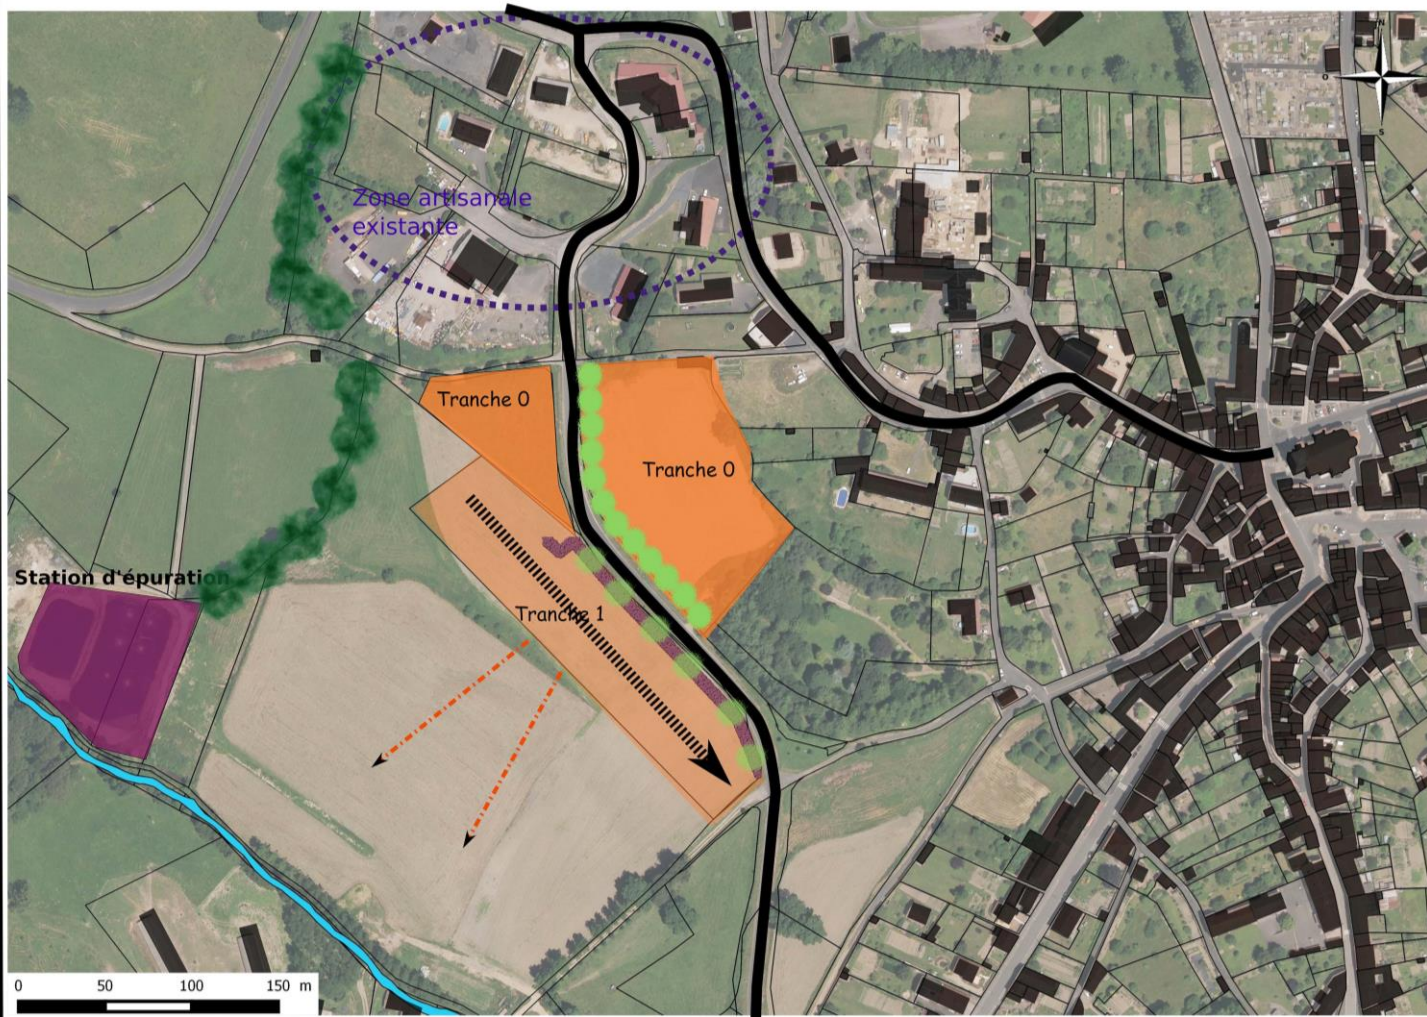 N
O
S
Zone artisanale
existante
Tranche 0
Tranche 0
Station d'épuration
Tranche 1
0 50 100 150 m